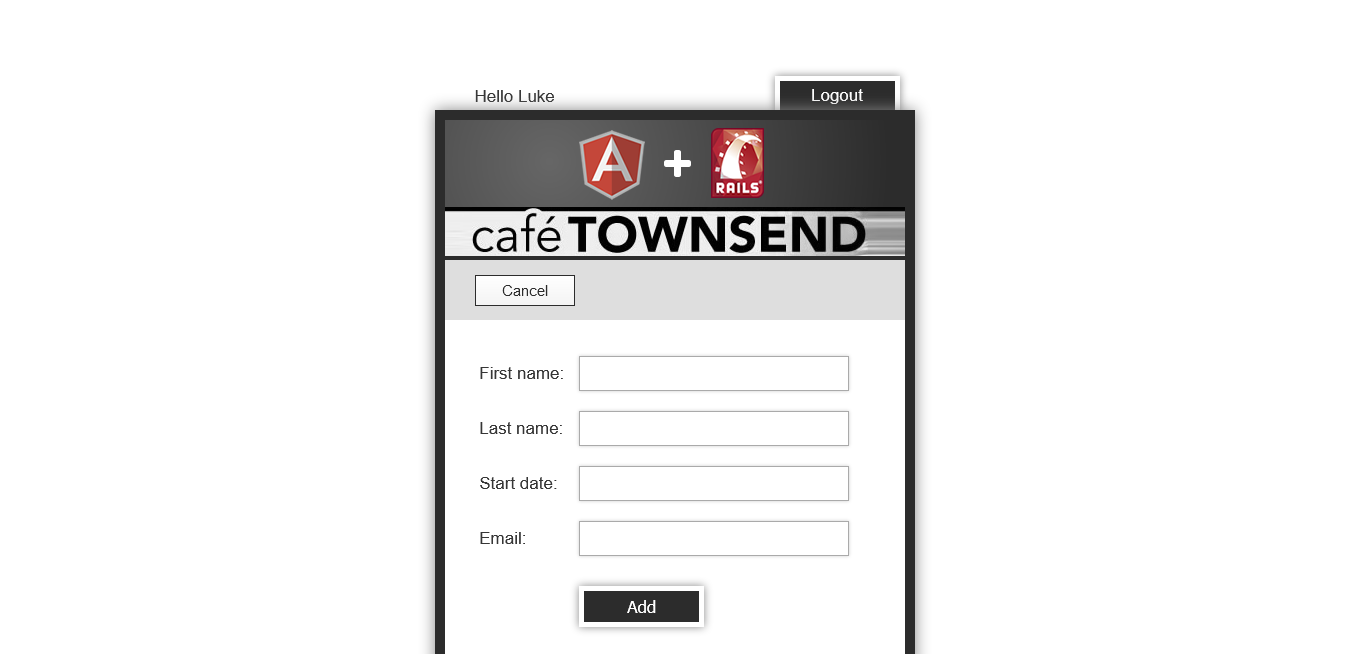 Hello Luke
Logout
A
RAILS
café TOWNSEND
Cancel
First name:
Last name:
Start date:
Email:
Add